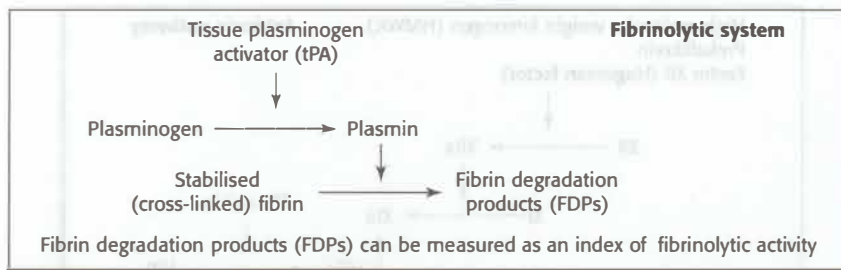 Tissue plasminogen
activator (tPA)
Fibrinolytic system
Plasminogen
Plasmin
Stabilised
(cross-linked) fibrin
Fibrin degradation
products (FDPs)
Fibrin degradation products (FDPs) can be measured as an index of fibrinolytic activity